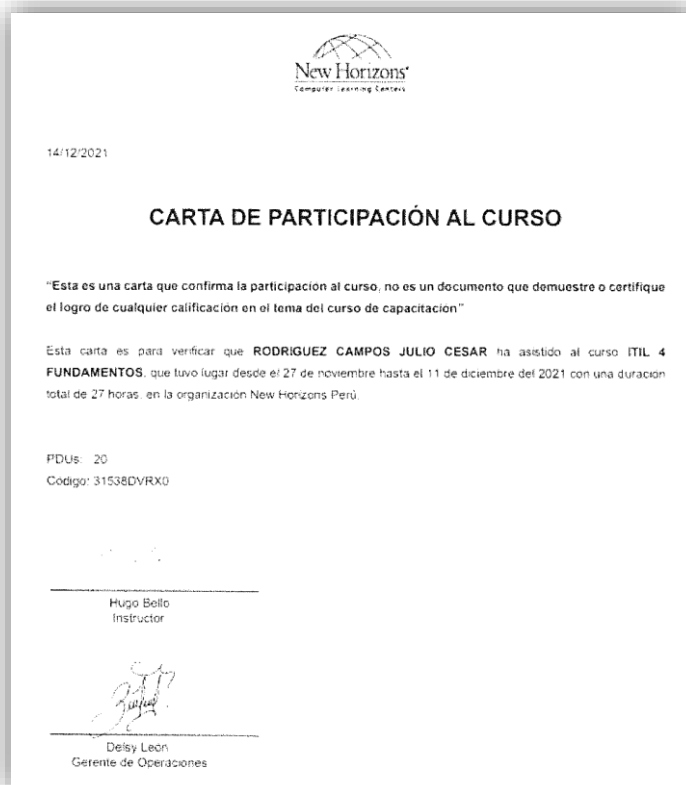 New Horizons®
Computer Learning Centers
14/12/2021
CARTA DE PARTICIPACIÓN AL CURSO
"Esta es una carta que confirma la participación al curso, no es un documento que demuestre o certifique
el logro de cualquier calificación en el tema del curso de capacitación"
Esta carta es para verificar que RODRIGUEZ CAMPOS JULIO CESAR ha asistido al curso ITIL 4
FUNDAMENTOS, que tuvo lugar desde el 27 de noviembre hasta el 11 de diciembre del 2021 con una duración
total de 27 horas, en la organización New Horizons Perú.
PDUs: 20
Código: 31538DVRX0
Hugo Bello
Instructor
Deisy León
Gerente de Operaciones